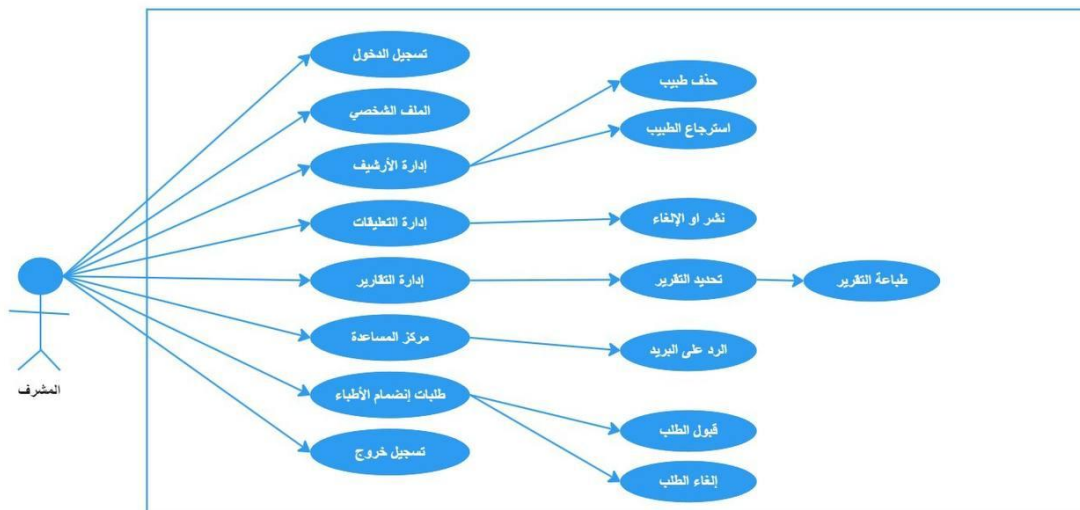 تسجيل الدخول
الملف الشخصي
إدارة الأرشيف
حذف طبيب
استرجاع الطبيب
إدارة التعليقات
نشر او الإلغاء
إدارة التقارير
تحديد التقرير
طباعة التقرير
مركز المساعدة
الرد على البريد
طلبات إنضمام الأطباء
قبول الطلب
إلغاء الطلب
تسجيل خروج
المشرف